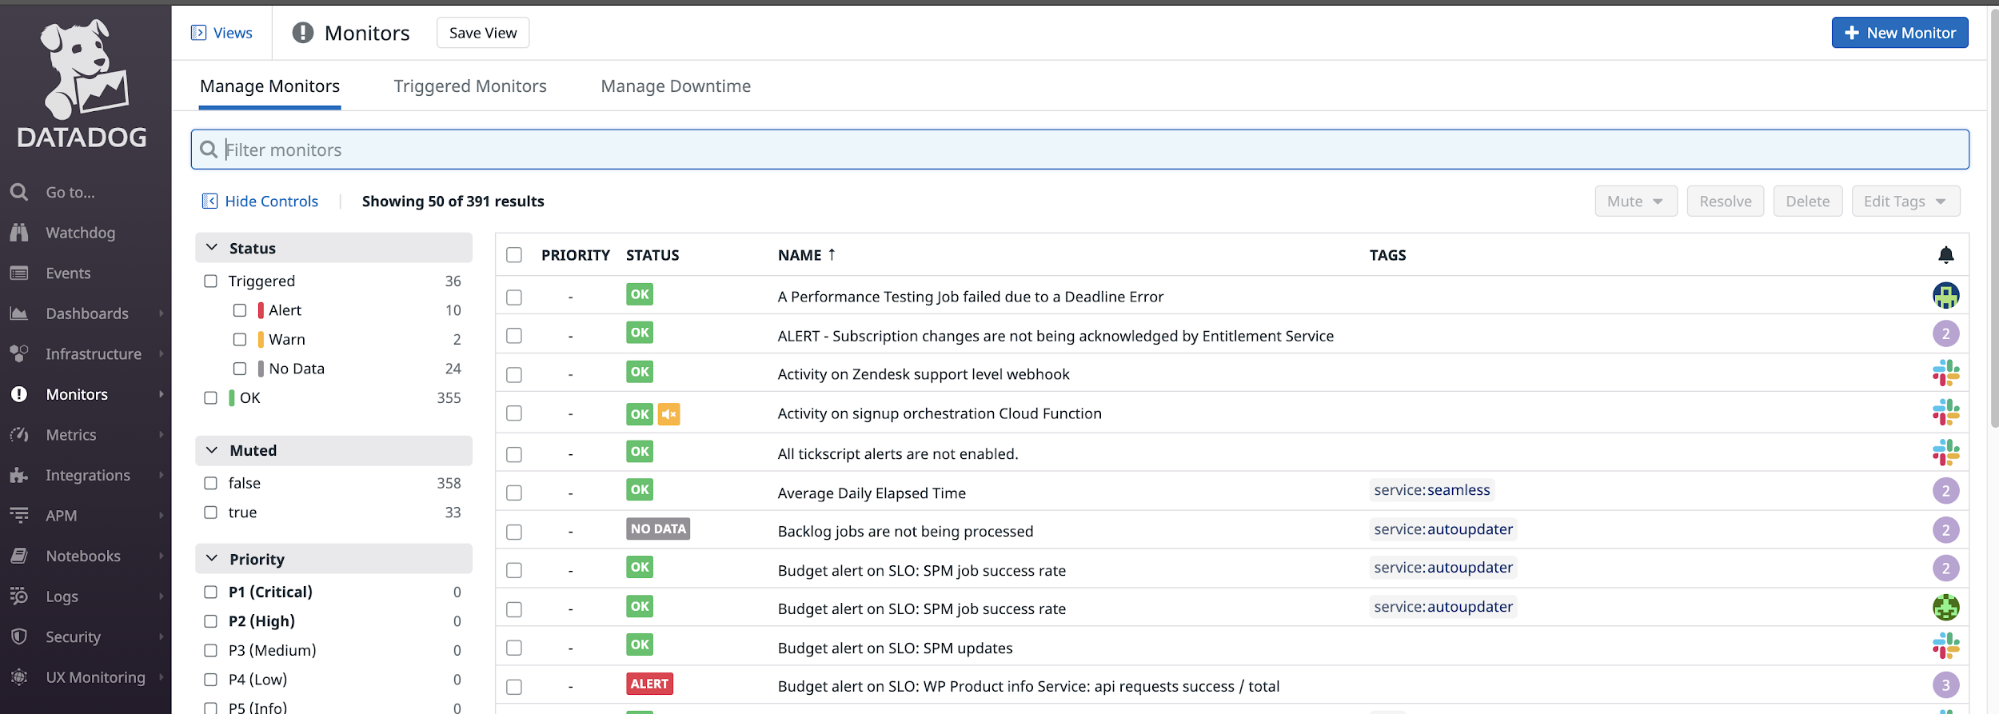 Views
Monitors
Save View
New Monitor
DATADOG
Manage Monitors
Triggered Monitors
Manage Downtime
Filter monitors
Go to...
Watchdog
Events
Dashboards
Infrastructure
Monitors
Metrics
Integrations
APM
Notebooks
Logs
Security
UX Monitoring
Hide Controls
Showing 50 of 391 results
Mute
Resolve
Delete
Edit Tags
Status
Triggered 36
Alert 10
Warn 2
No Data 24
OK 355
Muted
false 358
true 33
Priority
P1 (Critical) 0
P2 (High) 0
P3 (Medium) 0
P4 (Low) 0
P5 (Info) 0
PRIORITY STATUS NAME ↑ TAGS
- OK A Performance Testing Job failed due to a Deadline Error
- OK ALERT - Subscription changes are not being acknowledged by Entitlement Service 2
- OK Activity on Zendesk support level webhook
- OK Activity on signup orchestration Cloud Function
- OK All tickscript alerts are not enabled.
- OK Average Daily Elapsed Time service:seamless 2
- NO DATA Backlog jobs are not being processed service:autoupdater 2
- OK Budget alert on SLO: SPM job success rate service:autoupdater 2
- OK Budget alert on SLO: SPM job success rate service:autoupdater
- OK Budget alert on SLO: SPM updates
- ALERT Budget alert on SLO: WP Product info Service: api requests success / total 3